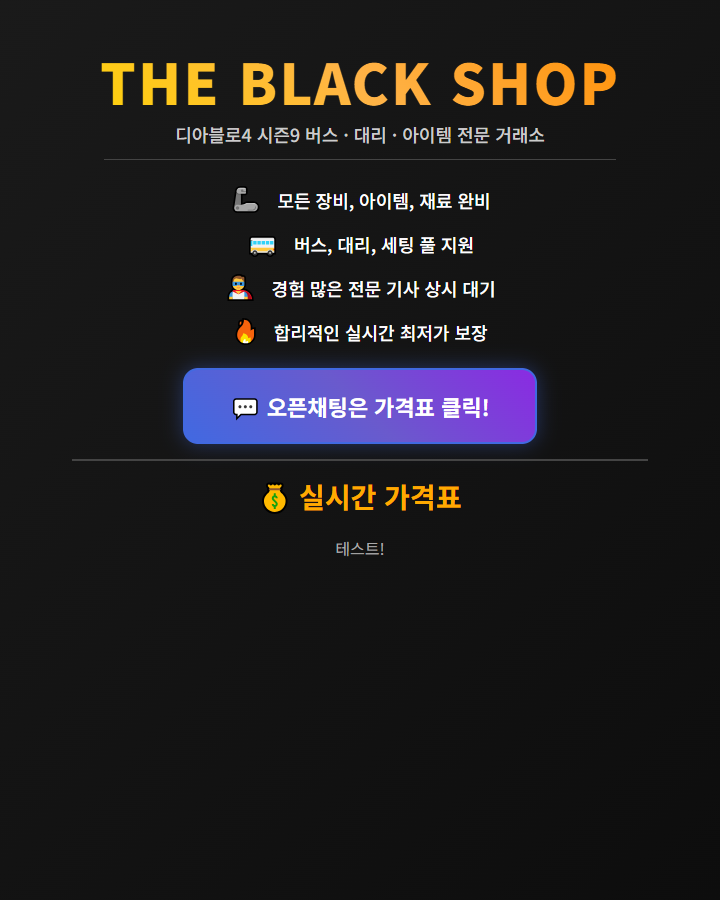 THE BLACK SHOP
디아블로4 시즌9 버스 · 대리 · 아이템 전문 거래소
모든 장비, 아이템, 재료 완비
버스, 대리, 세팅 풀 지원
경험 많은 전문 기사 상시 대기
합리적인 실시간 최저가 보장
오픈채팅은 가격표 클릭!
실시간 가격표
테스트!